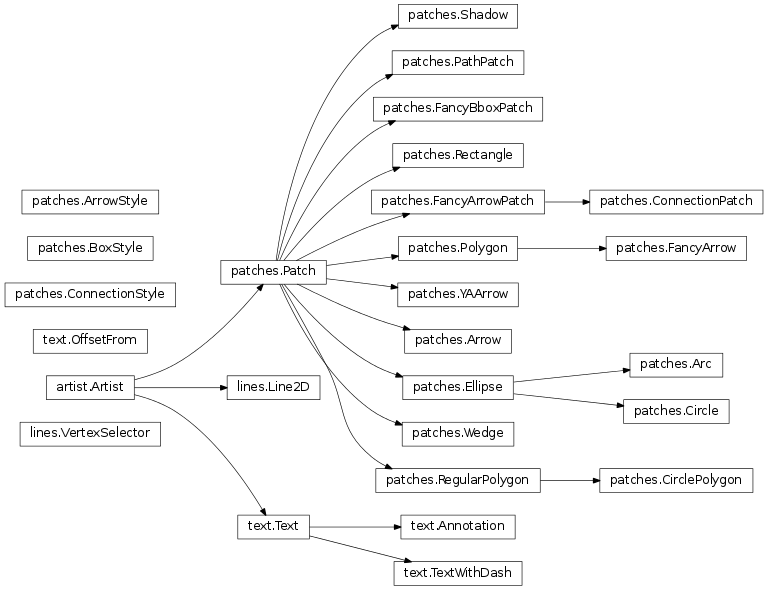 patches.Shadow
patches.PathPatch
patches.FancyBboxPatch
patches.Rectangle
patches.ArrowStyle
patches.FancyArrowPatch
patches.ConnectionPatch
patches.BoxStyle
patches.Polygon
patches.FancyArrow
patches.Patch
patches.ConnectionStyle
patches.YAArrow
text.OffsetFrom
patches.Arrow
patches.Arc
artist.Artist
lines.Line2D
patches.Ellipse
patches.Circle
lines.VertexSelector
patches.Wedge
patches.RegularPolygon
patches.CirclePolygon
text.Text
text.Annotation
text.TextWithDash